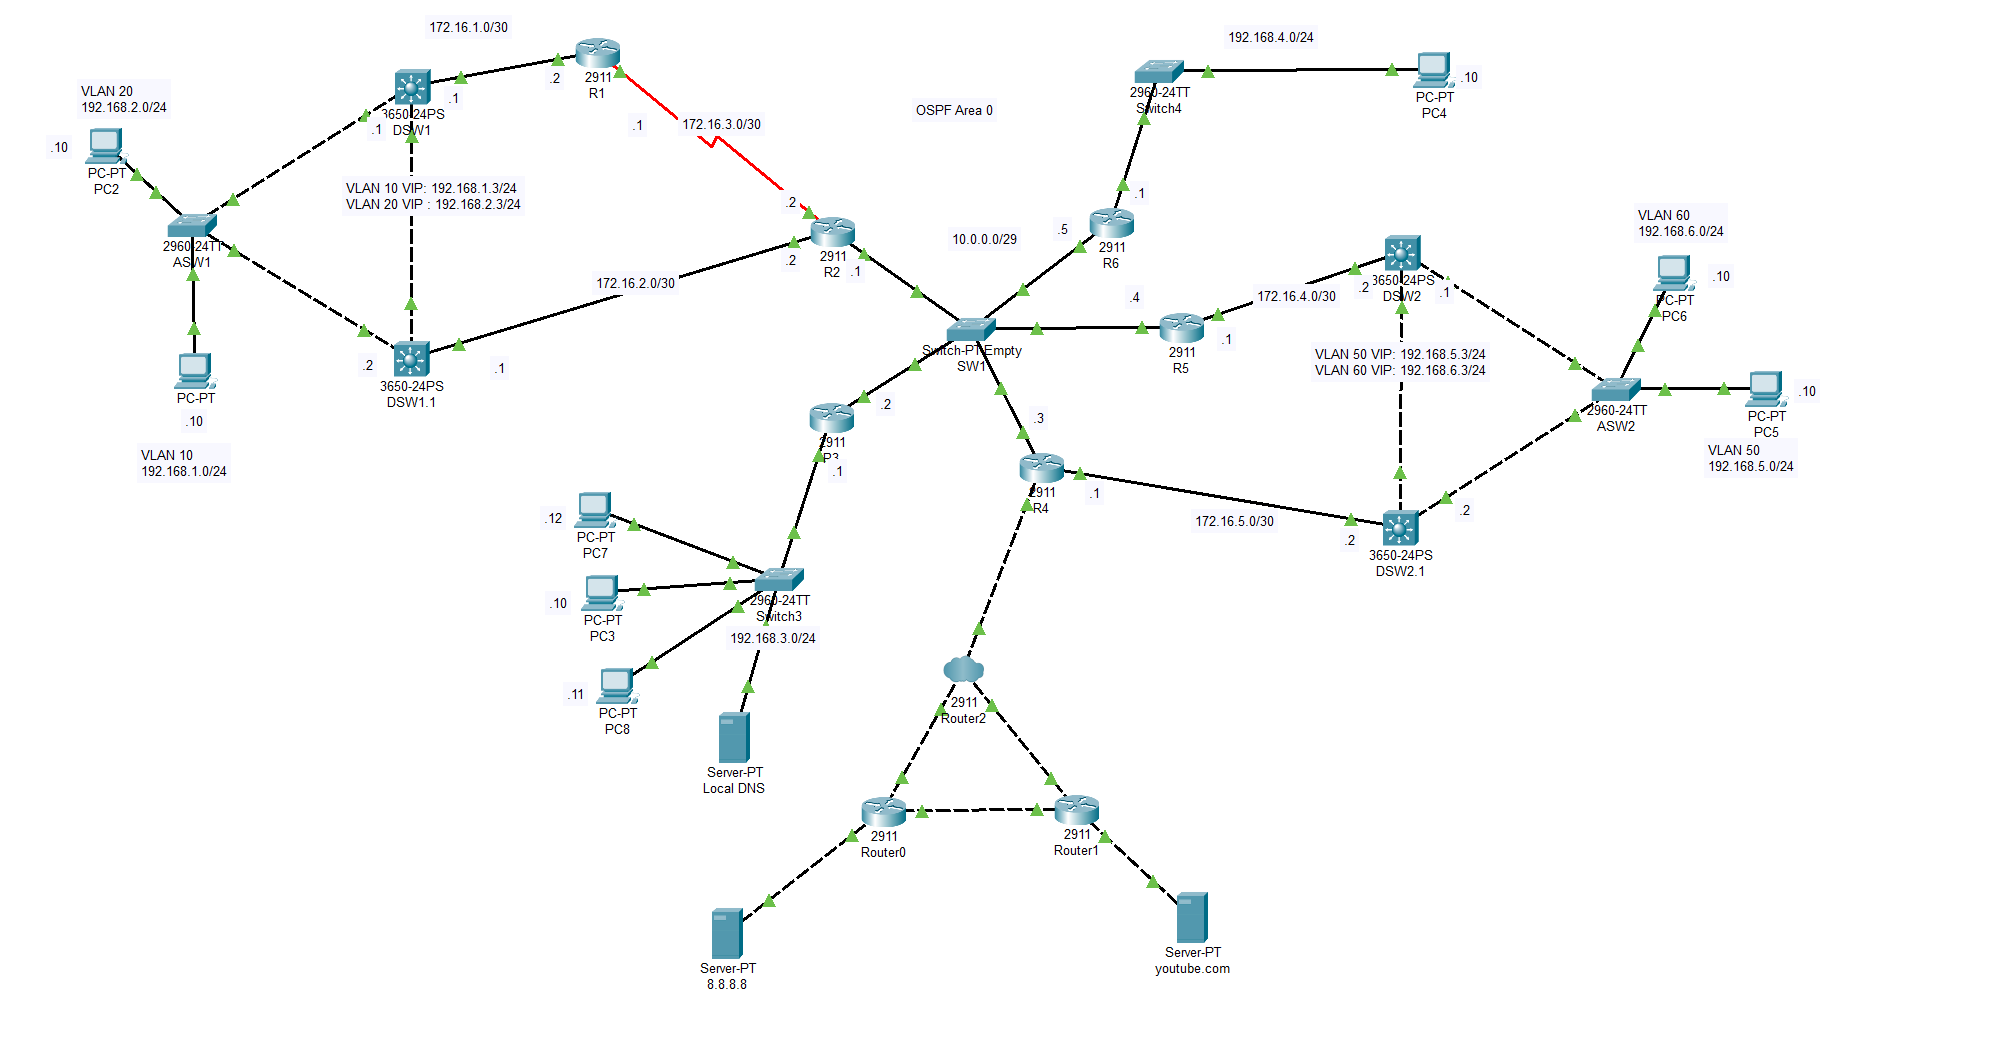 172.16.1.0/30
2911
R1
.2
.1
3650-24PS
DSW1
.1
VLAN 20
192.168.2.0/24
.10
PC-PT
PC2
2960-24TT
ASW1
VLAN 10 VIP: 192.168.1.3/24
VLAN 20 VIP : 192.168.2.3/24
.1
172.16.3.0/30
.2
OSPF Area 0
192.168.4.0/24
2960-24TT
Switch4
.10
PC-PT
PC4
.1
.5
2911
R6
10.0.0.0/29
2911
R2
.2
.1
172.16.2.0/30
.2
3650-24PS
DSW1.1
.1
PC-PT
.10
VLAN 10
192.168.1.0/24
Switch-PT-Empty
SW1
.4
2911
R5
.1
172.16.4.0/30
.2
3650-24PS
DSW2
.1
VLAN 60
192.168.6.0/24
.10
PC-PT
PC6
VLAN 50 VIP: 192.168.5.3/24
VLAN 60 VIP: 192.168.6.3/24
2960-24TT
ASW2
.10
PC-PT
PC5
VLAN 50
192.168.5.0/24
.2
2911
.1
.3
2911
R4
.1
172.16.5.0/30
.2
.2
3650-24PS
DSW2.1
.12
PC-PT
PC7
.10
PC-PT
PC3
.11
PC-PT
PC8
2960-24TT
Switch3
192.168.3.0/24
Server-PT
Local DNS
2911
Router2
2911
Router0
2911
Router1
Server-PT
8.8.8.8
Server-PT
youtube.com